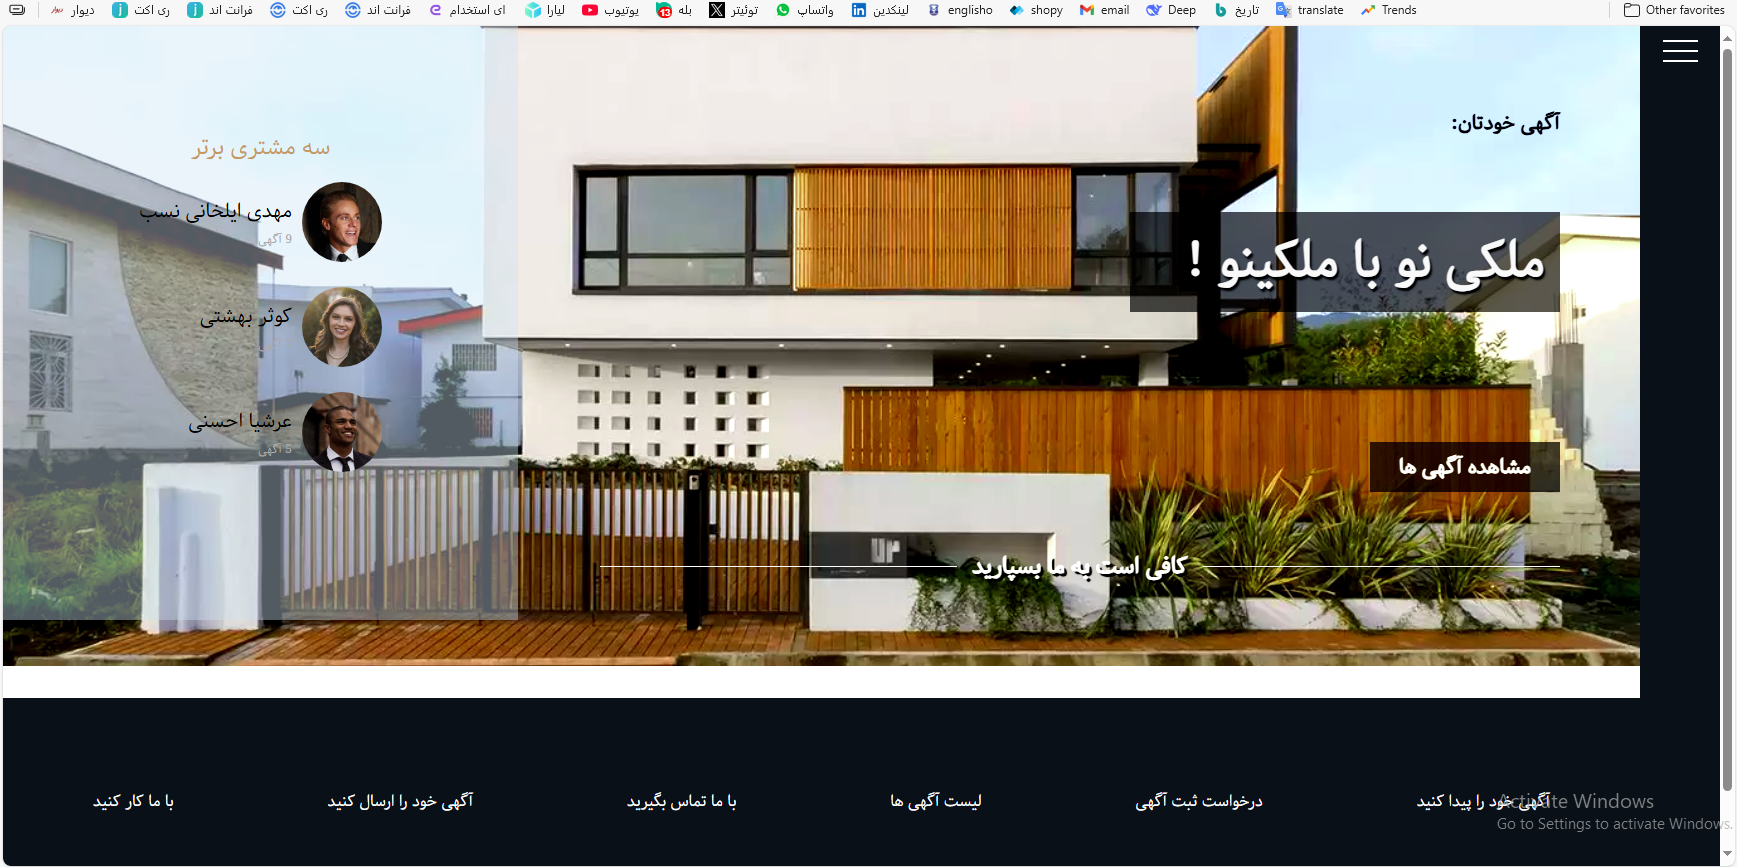 دیوار
ری اکت
فرانت اند
ری اکت
فرانت اند
ای استخدام
لیارا
یوتیوب
بله
13
توئیتر
واتساپ
لینکدین
englisho
shopy
email
Deep
تاریخ
translate
Trends
Other favorites
آگهی خودتان:
ملکی نو با ملکینو !
مشاهده آگهی ها
کافی است به ما بسپارید
سه مشتری برتر
مهدی ایلخانی نسب
9 آگهی
کوثر بهشتی
عرشیا احسنی
5 آگهی
آگهی خود را پیدا کنید
درخواست ثبت آگهی
لیست آگهی ها
با ما تماس بگیرید
آگهی خود را ارسال کنید
با ما کار کنید
Activate Windows
Go to Settings to activate Windows.